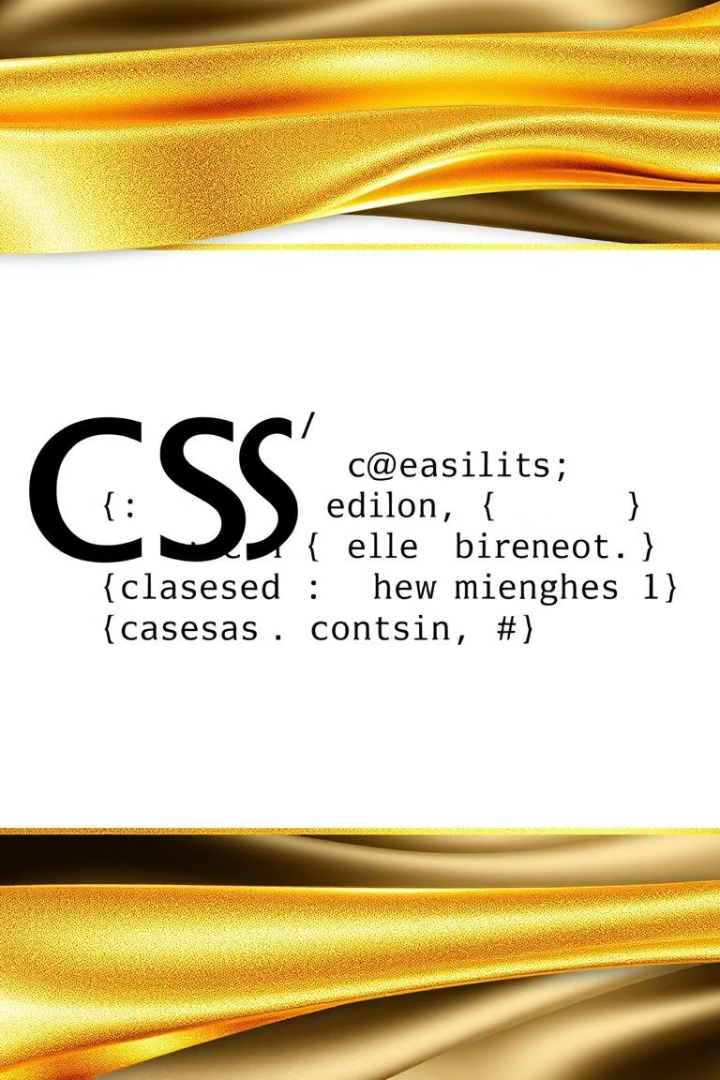 CSS/
c@easilits;
{: edilon, { }
{ elle bireneot. }
{clasesed : hew mienghes 1}
{casesas . contsin, #}